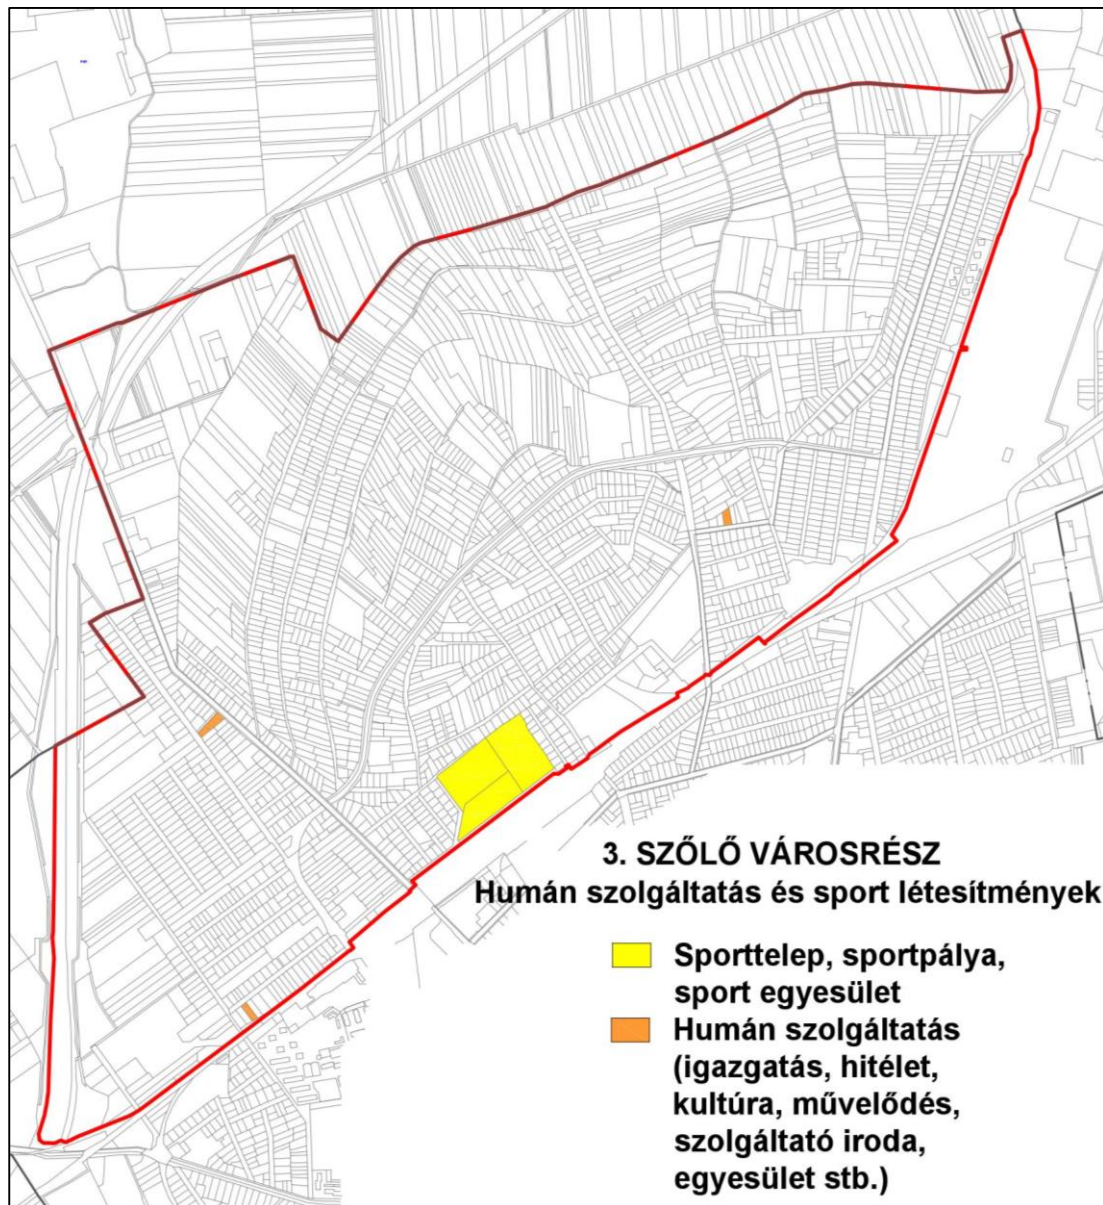 3. SZŐLŐ VÁROSRÉSZ
Humán szolgáltatás és sport létesítmények
Sporttelep, sportpálya,
sport egyesület
Humán szolgáltatás
(igazgatás, hitélet,
kultúra, művelődés,
szolgáltató iroda,
egyesület stb.)